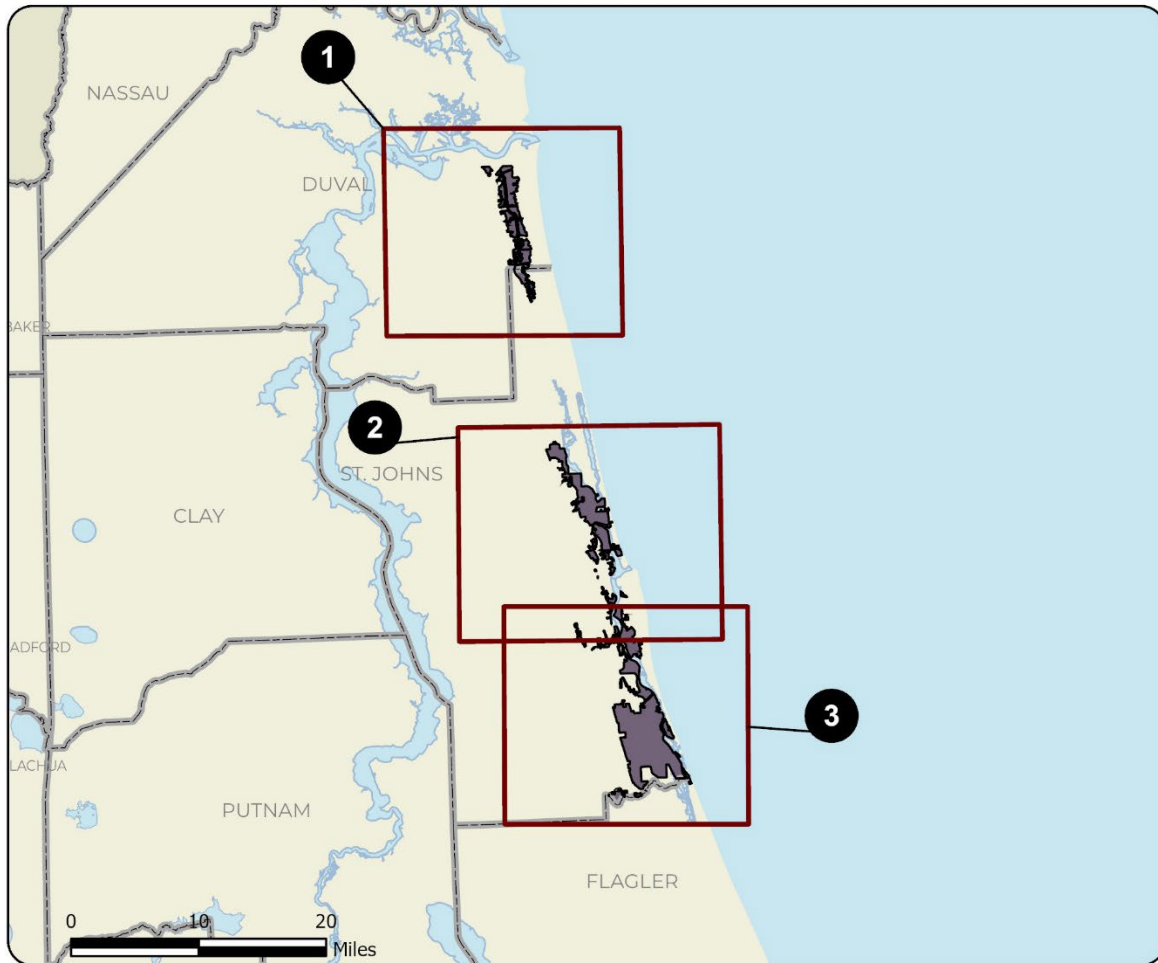 1
NASSAU
DUVAL
BAKER
2
ST. JOHNS
CLAY
ADFORD
3
LACHUA
PUTNAM
FLAGLER
0 10 20
Miles